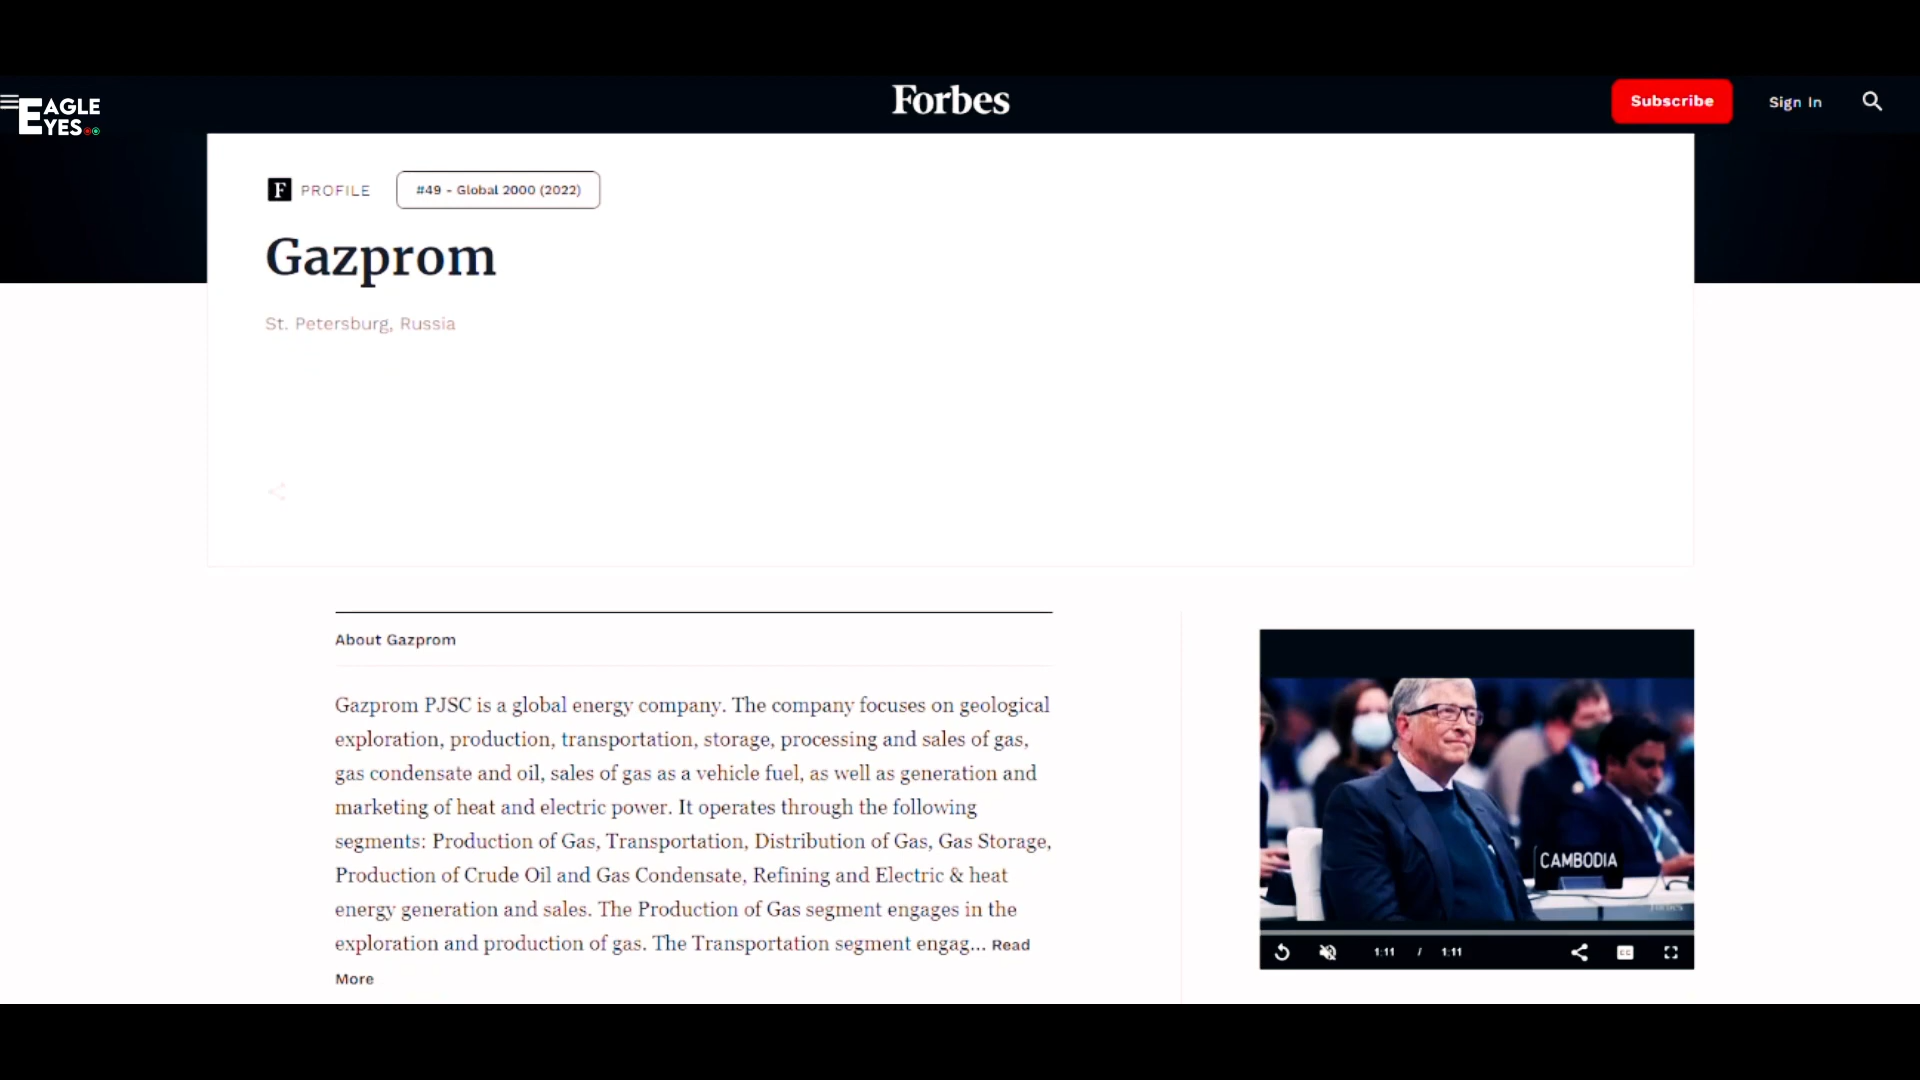 EAGLE
EYES
Forbes
Subscribe
Sign In
F PROFILE
#49 - Global 2000 (2022)
Gazprom
St. Petersburg, Russia
About Gazprom
Gazprom PJSC is a global energy company. The company focuses on geological
exploration, production, transportation, storage, processing and sales of gas,
gas condensate and oil, sales of gas as a vehicle fuel, as well as generation and
marketing of heat and electric power. It operates through the following
segments: Production of Gas, Transportation, Distribution of Gas, Gas Storage,
Production of Crude Oil and Gas Condensate, Refining and Electric & heat
energy generation and sales. The Production of Gas segment engages in the
exploration and production of gas. The Transportation segment engag... Read
More
CAMBODIA
Forbes
1:11 / 1:11
CC